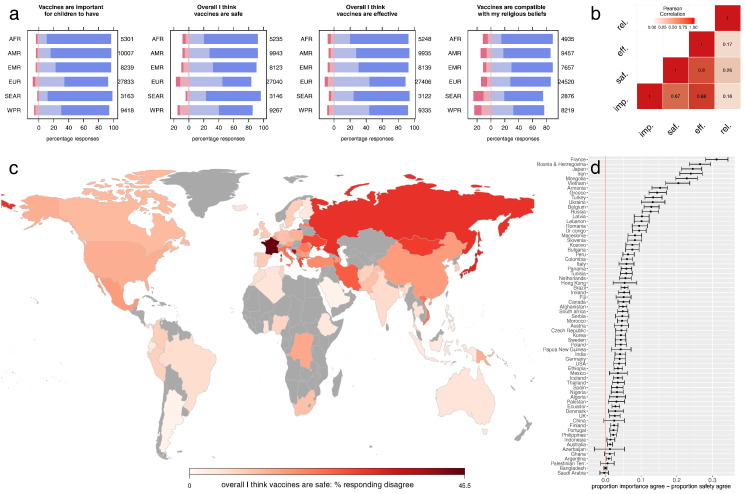 a
Vaccines are important
for children to have
Overall I think
vaccines are safe
Overall I think
vaccines are effective
Vaccines are compatible
with my religious beliefs
AFR 5301
AMR 10007
EMR 8239
EUR 27833
SEAR 3163
WPR 9418
0 20 40 60 80 100
percentage responses
AFR 5235
AMR 9943
EMR 8123
EUR 27040
SEAR 3146
WPR 9267
20 0 20 40 60 80 100
percentage responses
AFR 5248
AMR 9935
EMR 8139
EUR 27406
SEAR 3122
WPR 9335
0 20 40 60 80 100
percentage responses
AFR 4935
AMR 9457
EMR 7657
EUR 24520
SEAR 2876
WPR 8219
20 0 20 40 60 80
percentage responses
b
Pearson
Correlation
0.00 0.25 0.50 0.75 1.00
rel. 1
eff. 1 0.17
saf. 1 0.8
imp. 1 0.67 0.16
imp. saf. eff. rel.
c
0 45.5
overall I think vaccines are safe: % responding disagree
d
France
Bosnia & Herzegovina
Japan
Iran
Mongolia
Vietnam
Armenia
Greece
Turkey
Ukraine
Belgium
Russia
Latvia
Lebanon
Romania
Dr congo
Macedonia
Slovenia
Kosovo
Bulgaria
Peru
Colombia
Italy
Panama
Tunisia
Netherlands
Hong Kong
Brazil
Ireland
Fiji
Canada
Afghanistan
South africa
Serbia
Morocco
Austria
Czech Republic
Korea
Sweden
Poland
Papua New Guinea
India
Germany
USA
Ethiopia
Mexico
Iceland
Thailand
Spain
Nigeria
Algeria
Pakistan
Ecuador
Denmark
UK
China
Finland
Portugal
Philippines
Indonesia
Australia
Azerbaijan
Ghana
Argentina
Palestinian Terr.
Bangladesh
Saudi Arabia
0.0 0.1 0.2 0.3
proportion importance agree − proportion safety agree